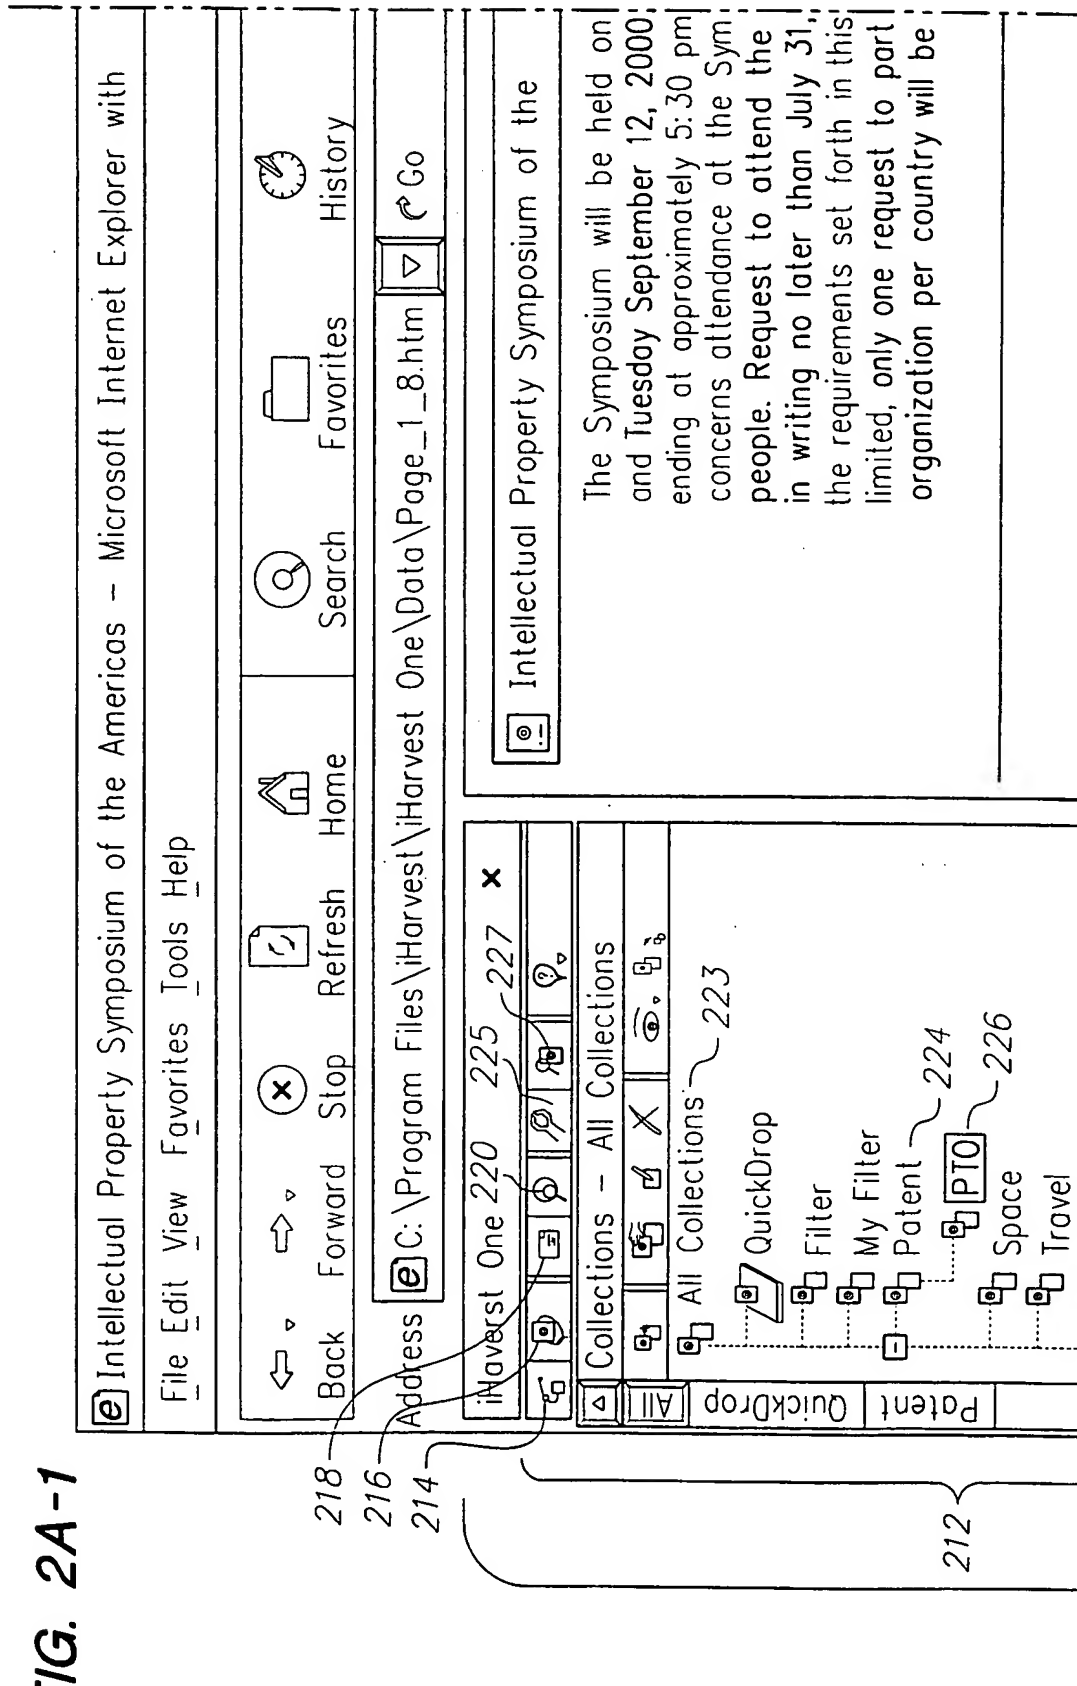 IG. 2A-1
Intellectual Property Symposium of the Americas – Microsoft Internet Explorer with
File Edit View Favorites Tools Help
Back Forward Stop Refresh Home Search Favorites History
Address C:\Program Files\iHarvest\iHarvest One\Data\Page_1_8.htm Go
218
216
214
212
iHaverst One 220 225 227 ×
Collections – All Collections
All
QuickDrop
Patent
All Collections 223
QuickDrop
Filter
My Filter
Patent 224
PTO 226
Space
Travel
Intellectual Property Symposium of the
The Symposium will be held on
and Tuesday September 12, 2000
ending at approximately 5:30 pm
concerns attendance at the Sym
people. Request to attend the
in writing no later than July 31,
the requirements set forth in this
limited, only one request to part
organization per country will be